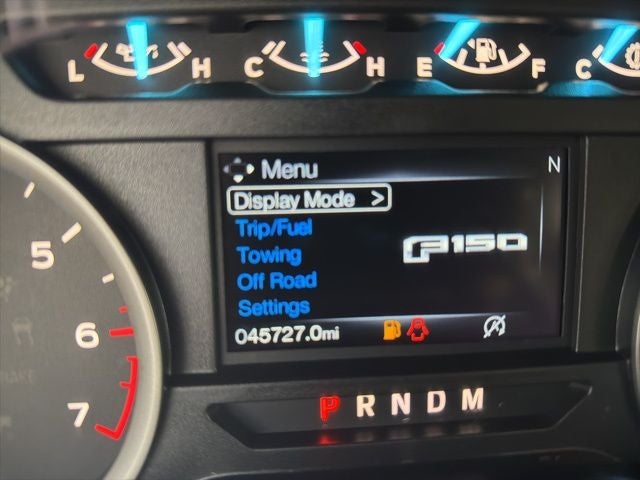 L H C H E F C
Menu N
Display Mode >
Trip/Fuel
Towing
F150
Off Road
Settings
045727.0mi
5
6
7
P R N D M